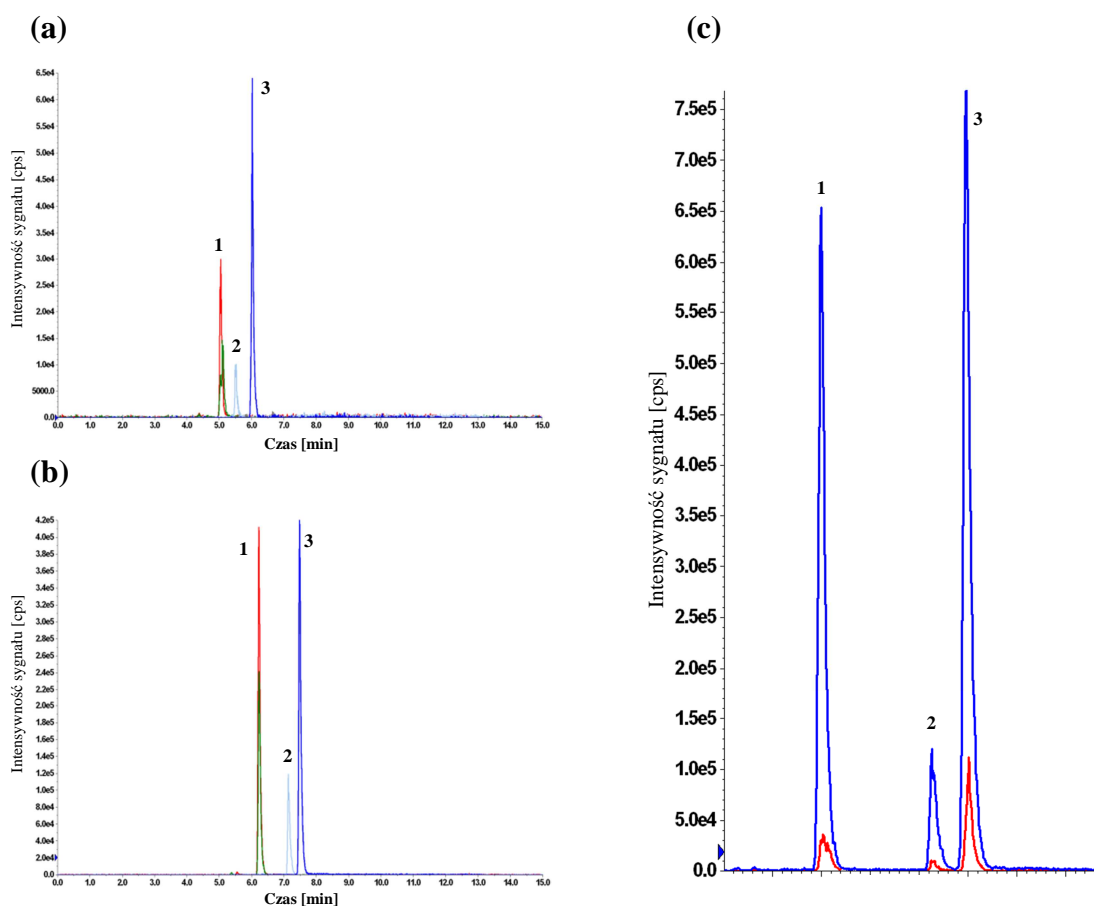 (a)
Intensywność sygnału [cps]
6.5e4
6.0e4
5.5e4
5.0e4
4.5e4
4.0e4
3.5e4
3.0e4
2.5e4
2.0e4
1.5e4
1.0e4
5000.0
0.0
1
2
3
0.0 1.0 2.0 3.0 4.0 5.0 6.0 7.0 8.0 9.0 10.0 11.0 12.0 13.0 14.0 15.0
Czas [min]
(b)
Intensywność sygnału [cps]
4.2e5
4.0e5
3.8e5
3.6e5
3.4e5
3.2e5
3.0e5
2.8e5
2.6e5
2.4e5
2.2e5
2.0e5
1.8e5
1.6e5
1.4e5
1.2e5
1.0e5
8.0e4
6.0e4
4.0e4
2.0e4
0.0
1
2
3
0.0 1.0 2.0 3.0 4.0 5.0 6.0 7.0 8.0 9.0 10.0 11.0 12.0 13.0 14.0 15.0
Czas [min]
(c)
Intensywność sygnału [cps]
7.5e5
7.0e5
6.5e5
6.0e5
5.5e5
5.0e5
4.5e5
4.0e5
3.5e5
3.0e5
2.5e5
2.0e5
1.5e5
1.0e5
5.0e4
0.0
1
2
3